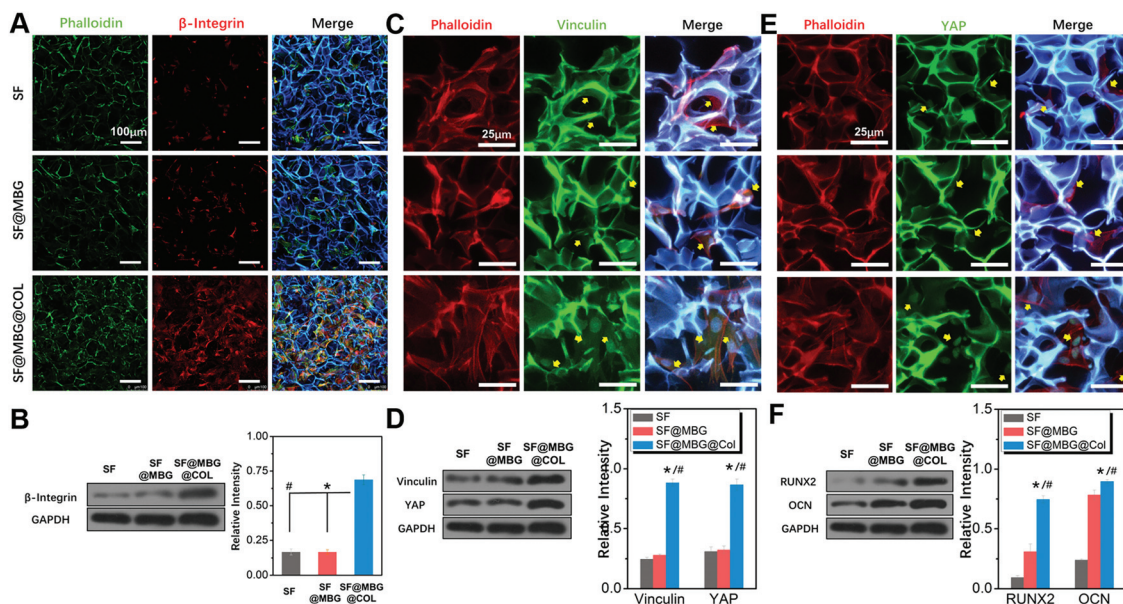 A
Phalloidin
β-Integrin
Merge
SF
100μm
SF@MBG
SF@MBG@COL
C
Phalloidin
Vinculin
Merge
25μm
E
Phalloidin
YAP
Merge
25μm
B
SF
SF
@MBG
SF@MBG
@COL
β-Integrin
GAPDH
Relative Intensity
1.00
0.75
0.50
0.25
0.00
#
*
SF
SF
@MBG
SF@MBG
@COL
D
SF
SF
@MBG
SF@MBG
@COL
Vinculin
YAP
GAPDH
Relative Intensity
1.5
SF
SF@MBG
SF@MBG@Col
*/#
*/#
0.5
0.0
Vinculin
YAP
F
SF
SF
@MBG
SF@MBG
@COL
RUNX2
OCN
GAPDH
Relative Intensity
1.5
SF
SF@MBG
SF@MBG@Col
*/#
*/#
0.5
0.0
RUNX2
OCN